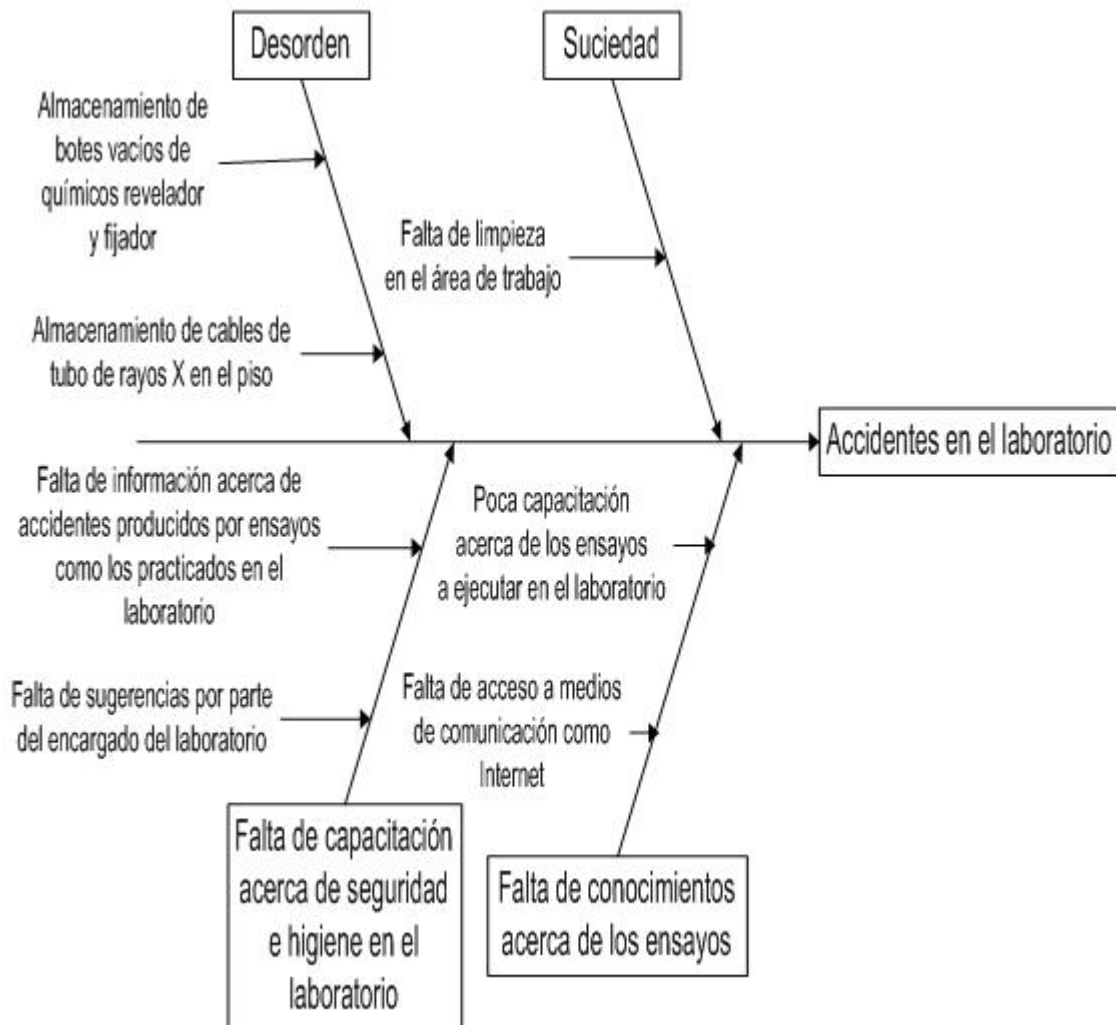 Desorden
Suciedad
Almacenamiento de
botes vacíos de
químicos revelador
y fijador
Falta de limpieza
en el área de trabajo
Almacenamiento de cables de
tubo de rayos X en el piso
Accidentes en el laboratorio
Falta de información acerca de
accidentes producidos por ensayos
como los practicados en el
laboratorio
Poca capacitación
acerca de los ensayos
a ejecutar en el laboratorio
Falta de sugerencias por parte
del encargado del laboratorio
Falta de acceso a medios
de comunicación como
Internet
Falta de capacitación
acerca de seguridad
e higiene en el
laboratorio
Falta de conocimientos
acerca de los ensayos